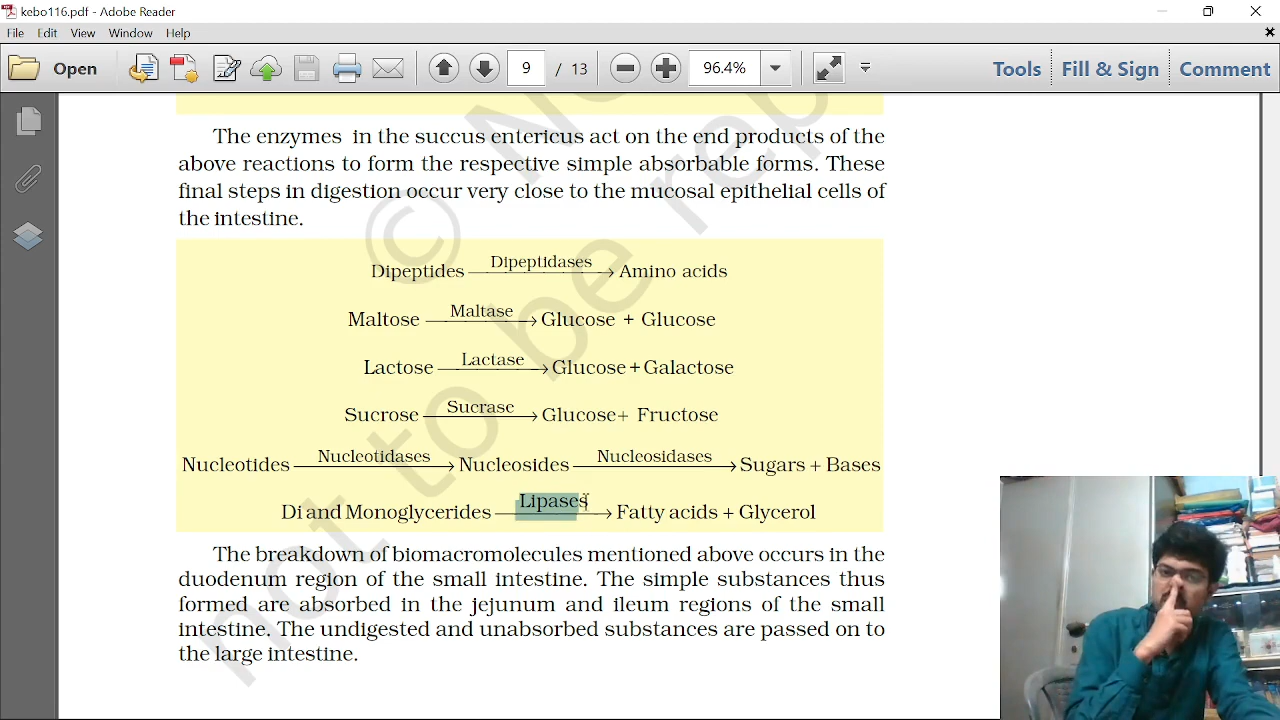 kebo116.pdf - Adobe Reader
File Edit View Window Help
Open 9 / 13 96.4% Tools Fill & Sign Comment
The enzymes in the succus entericus act on the end products of the
above reactions to form the respective simple absorbable forms. These
final steps in digestion occur very close to the mucosal epithelial cells of
the intestine.
Dipeptides Dipeptidases Amino acids
Maltose Maltase Glucose + Glucose
Lactose Lactase Glucose+Galactose
Sucrose Sucrase Glucose+ Fructose
Nucleotides Nucleotidases Nucleosides Nucleosidases Sugars + Bases
Di and Monoglycerides Lipases Fatty acids + Glycerol
The breakdown of biomacromolecules mentioned above occurs in the
duodenum region of the small intestine. The simple substances thus
formed are absorbed in the jejunum and ileum regions of the small
intestine. The undigested and unabsorbed substances are passed on to
the large intestine.
© N
not to be rep